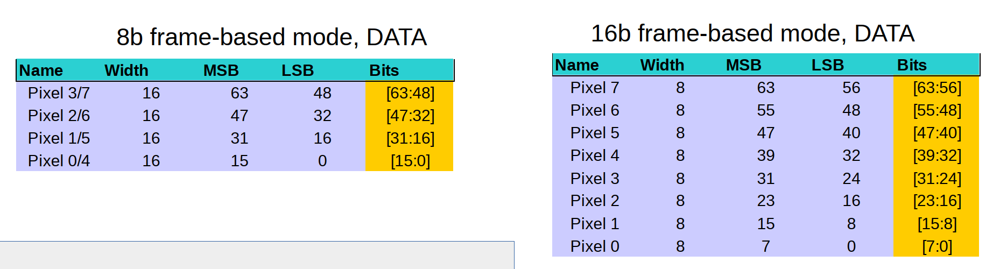 8b frame-based mode, DATA
Name Width MSB LSB Bits
Pixel 3/7 16 63 48 [63:48]
Pixel 2/6 16 47 32 [47:32]
Pixel 1/5 16 31 16 [31:16]
Pixel 0/4 16 15 0 [15:0]
16b frame-based mode, DATA
Name Width MSB LSB Bits
Pixel 7 8 63 56 [63:56]
Pixel 6 8 55 48 [55:48]
Pixel 5 8 47 40 [47:40]
Pixel 4 8 39 32 [39:32]
Pixel 3 8 31 24 [31:24]
Pixel 2 8 23 16 [23:16]
Pixel 1 8 15 8 [15:8]
Pixel 0 8 7 0 [7:0]